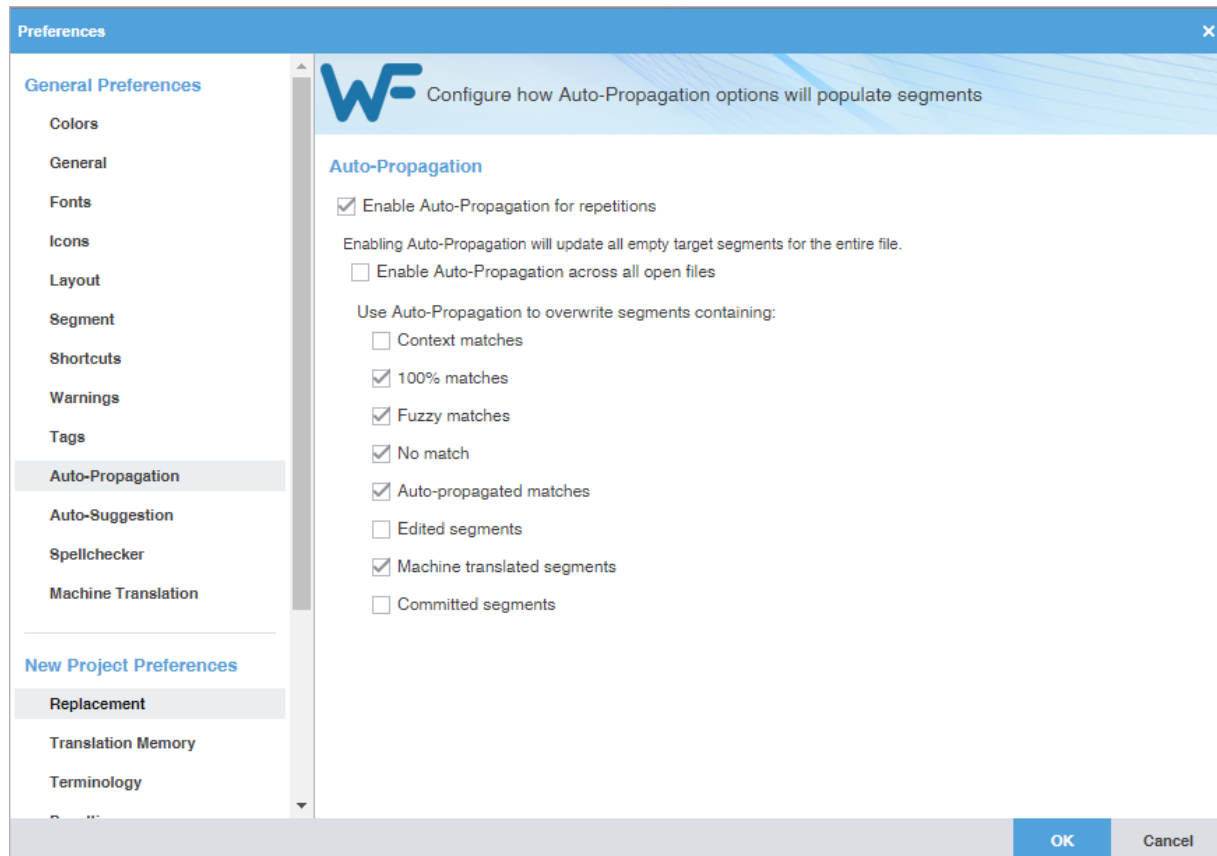 Preferences
General Preferences
Colors
General
Fonts
Icons
Layout
Segment
Shortcuts
Warnings
Tags
Auto-Propagation
Auto-Suggestion
Spellchecker
Machine Translation
New Project Preferences
Replacement
Translation Memory
Terminology
WF
Configure how Auto-Propagation options will populate segments
Auto-Propagation
Enable Auto-Propagation for repetitions
Enabling Auto-Propagation will update all empty target segments for the entire file.
Enable Auto-Propagation across all open files
Use Auto-Propagation to overwrite segments containing:
Context matches
100% matches
Fuzzy matches
No match
Auto-propagated matches
Edited segments
Machine translated segments
Committed segments
OK
Cancel